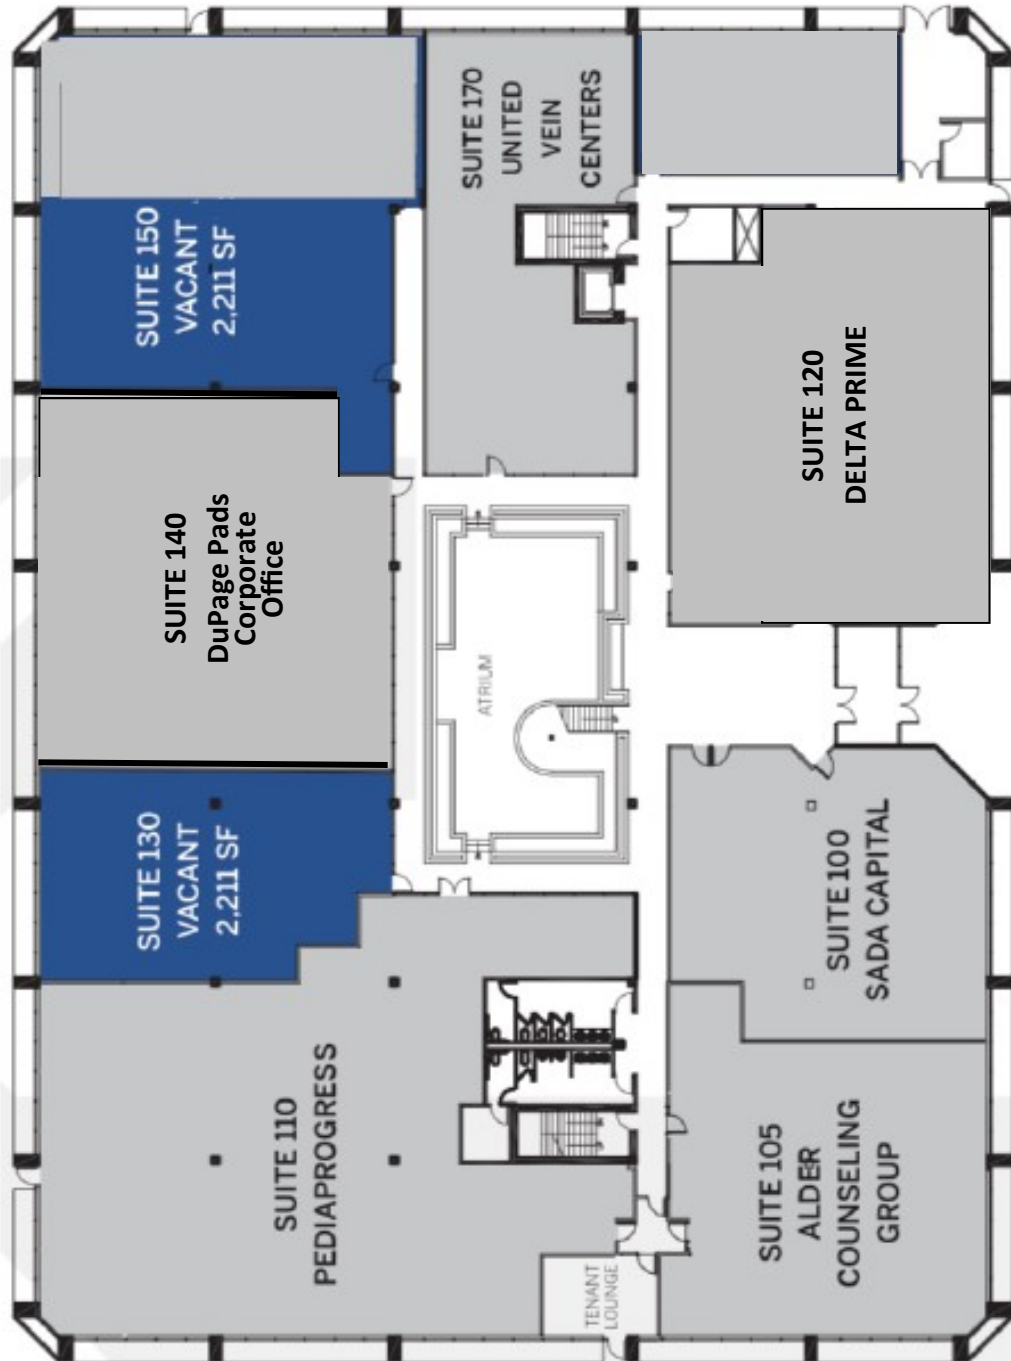 SUITE 150
VACANT
2,211 SF
SUITE 170
UNITED
VEIN
CENTERS
SUITE 140
DuPage Pads
Corporate
Office
SUITE 120
DELTA PRIME
ATRIUM
SUITE 130
VACANT
2,211 SF
SUITE 100
SADA CAPITAL
SUITE 110
PEDIAPROGRESS
SUITE 105
ALDER
COUNSELING
GROUP
TENANT
LOUNGE